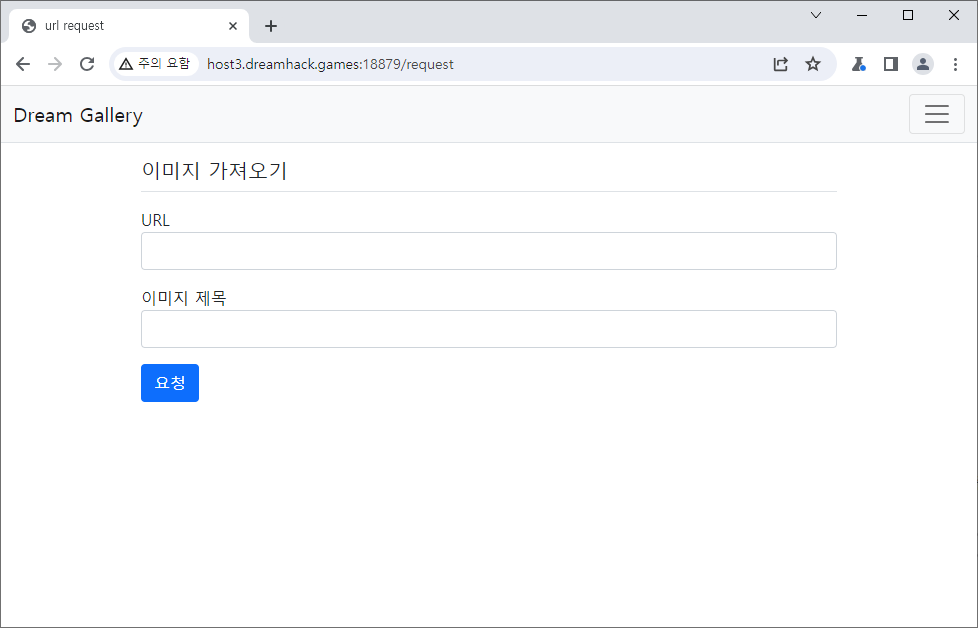 url request
주의 요함
host3.dreamhack.games:18879/request
Dream Gallery
이미지 가져오기
URL
이미지 제목
요청